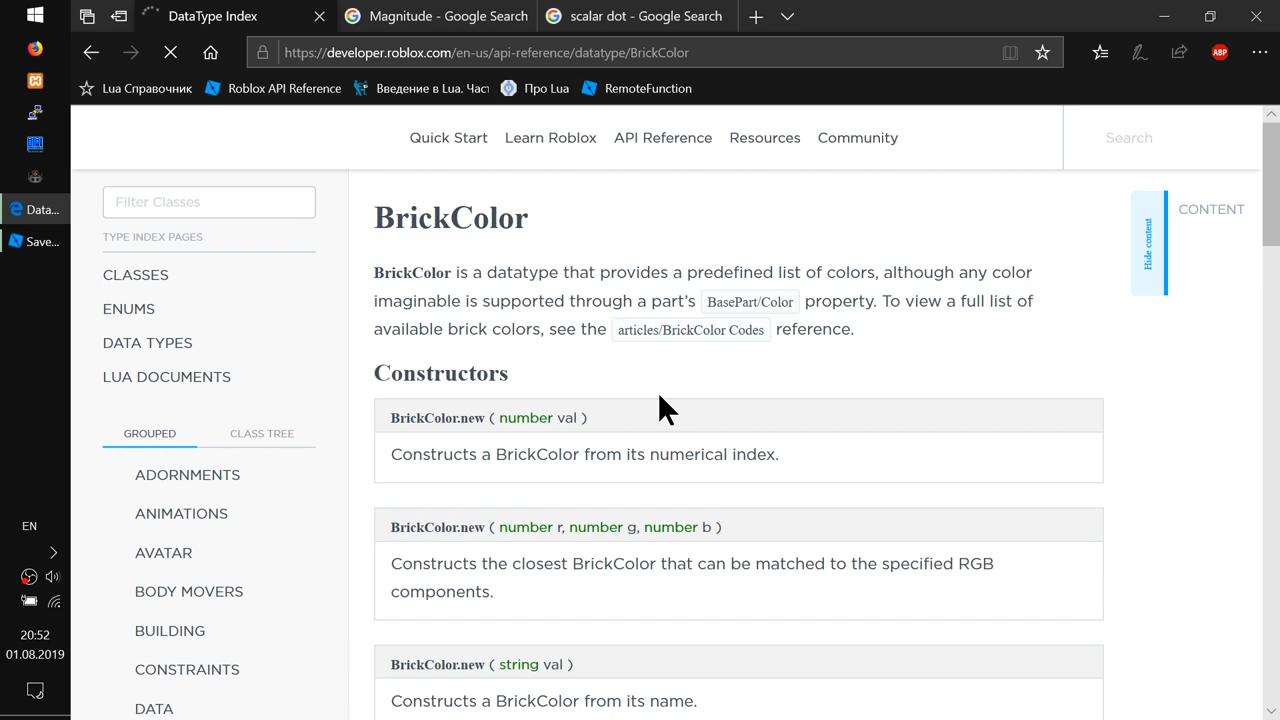 DataType Index
Magnitude - Google Search
scalar dot - Google Search
https://developer.roblox.com/en-us/api-reference/datatype/BrickColor
ABP
Lua Справочник
Roblox API Reference
Введение в Lua. Част
Про Lua
RemoteFunction
Quick Start
Learn Roblox
API Reference
Resources
Community
Search
Data...
Save...
EN
20:52
01.08.2019
Filter Classes
TYPE INDEX PAGES
CLASSES
ENUMS
DATA TYPES
LUA DOCUMENTS
GROUPED
CLASS TREE
ADORNMENTS
ANIMATIONS
AVATAR
BODY MOVERS
BUILDING
CONSTRAINTS
DATA
BrickColor
BrickColor is a datatype that provides a predefined list of colors, although any color
imaginable is supported through a part's BasePart/Color property. To view a full list of
available brick colors, see the articles/BrickColor Codes reference.
Constructors
BrickColor.new ( number val )
Constructs a BrickColor from its numerical index.
BrickColor.new ( number r, number g, number b )
Constructs the closest BrickColor that can be matched to the specified RGB
components.
BrickColor.new ( string val )
Constructs a BrickColor from its name.
Hide content
CONTENT